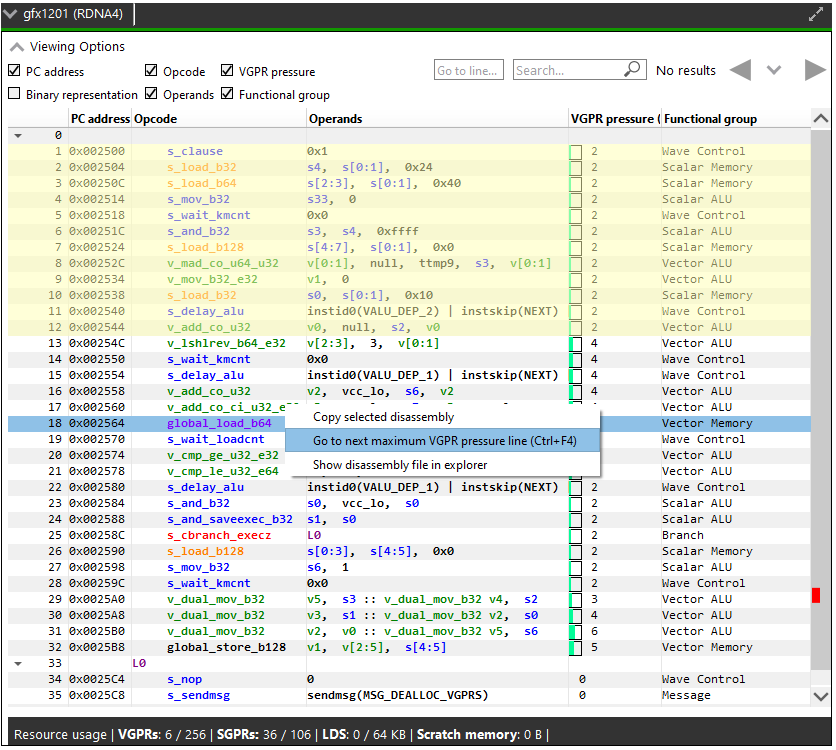 gfx1201 (RDNA4)
Viewing Options
PC address Opcode VGPR pressure Go to line... Search... No results
Binary representation Operands Functional group
PC address Opcode Operands VGPR pressure ( Functional group
0
1 0x002500 s_clause 0x1 2 Wave Control
2 0x002504 s_load_b32 s4, s[0:1], 0x24 2 Scalar Memory
3 0x00250C s_load_b64 s[2:3], s[0:1], 0x40 2 Scalar Memory
4 0x002514 s_mov_b32 s33, 0 2 Scalar ALU
5 0x002518 s_wait_kmcnt 0x0 2 Wave Control
6 0x00251C s_and_b32 s3, s4, 0xffff 2 Scalar ALU
7 0x002524 s_load_b128 s[4:7], s[0:1], 0x0 2 Scalar Memory
8 0x00252C v_mad_co_u64_u32 v[0:1], null, ttmp9, s3, v[0:1] 2 Vector ALU
9 0x002534 v_mov_b32_e32 v1, 0 2 Vector ALU
10 0x002538 s_load_b32 s0, s[0:1], 0x10 2 Scalar Memory
11 0x002540 s_delay_alu instid0(VALU_DEP_2) | instskip(NEXT) 2 Wave Control
12 0x002544 v_add_co_u32 v0, null, s2, v0 2 Vector ALU
13 0x00254C v_lshlrev_b64_e32 v[2:3], 3, v[0:1] 4 Vector ALU
14 0x002550 s_wait_kmcnt 0x0 4 Wave Control
15 0x002554 s_delay_alu instid0(VALU_DEP_1) | instskip(NEXT) 4 Wave Control
16 0x002558 v_add_co_u32 v2, vcc_lo, s6, v2 4 Vector ALU
17 0x002560 v_add_co_ci_u32_e Vector ALU
18 0x002564 global_load_b64 Vector Memory
19 0x002570 s_wait_loadcnt Wave Control
20 0x002574 v_cmp_ge_u32_e32 Vector ALU
21 0x002578 v_cmp_le_u32_e64 Vector ALU
Copy selected disassembly
Go to next maximum VGPR pressure line (Ctrl+F4)
Show disassembly file in explorer
22 0x002580 s_delay_alu instid0(VALU_DEP_1) | instskip(NEXT) 2 Wave Control
23 0x002584 s_and_b32 s0, vcc_lo, s0 2 Scalar ALU
24 0x002588 s_and_saveexec_b32 s1, s0 2 Scalar ALU
25 0x00258C s_cbranch_execz L0 2 Branch
26 0x002590 s_load_b128 s[0:3], s[4:5], 0x0 2 Scalar Memory
27 0x002598 s_mov_b32 s6, 1 2 Scalar ALU
28 0x00259C s_wait_kmcnt 0x0 2 Wave Control
29 0x0025A0 v_dual_mov_b32 v5, s3 :: v_dual_mov_b32 v4, s2 3 Vector ALU
30 0x0025A8 v_dual_mov_b32 v3, s1 :: v_dual_mov_b32 v2, s0 4 Vector ALU
31 0x0025B0 v_dual_mov_b32 v2, v0 :: v_dual_mov_b32 v5, s6 6 Vector ALU
32 0x0025B8 global_store_b128 v1, v[2:5], s[4:5] 5 Vector Memory
33 L0
34 0x0025C4 s_nop 0 0 Wave Control
35 0x0025C8 s_sendmsg sendmsg(MSG_DEALLOC_VGPRS) 0 Message
Resource usage | VGPRs: 6 / 256 | SGPRs: 36 / 106 | LDS: 0 / 64 KB | Scratch memory: 0 B |